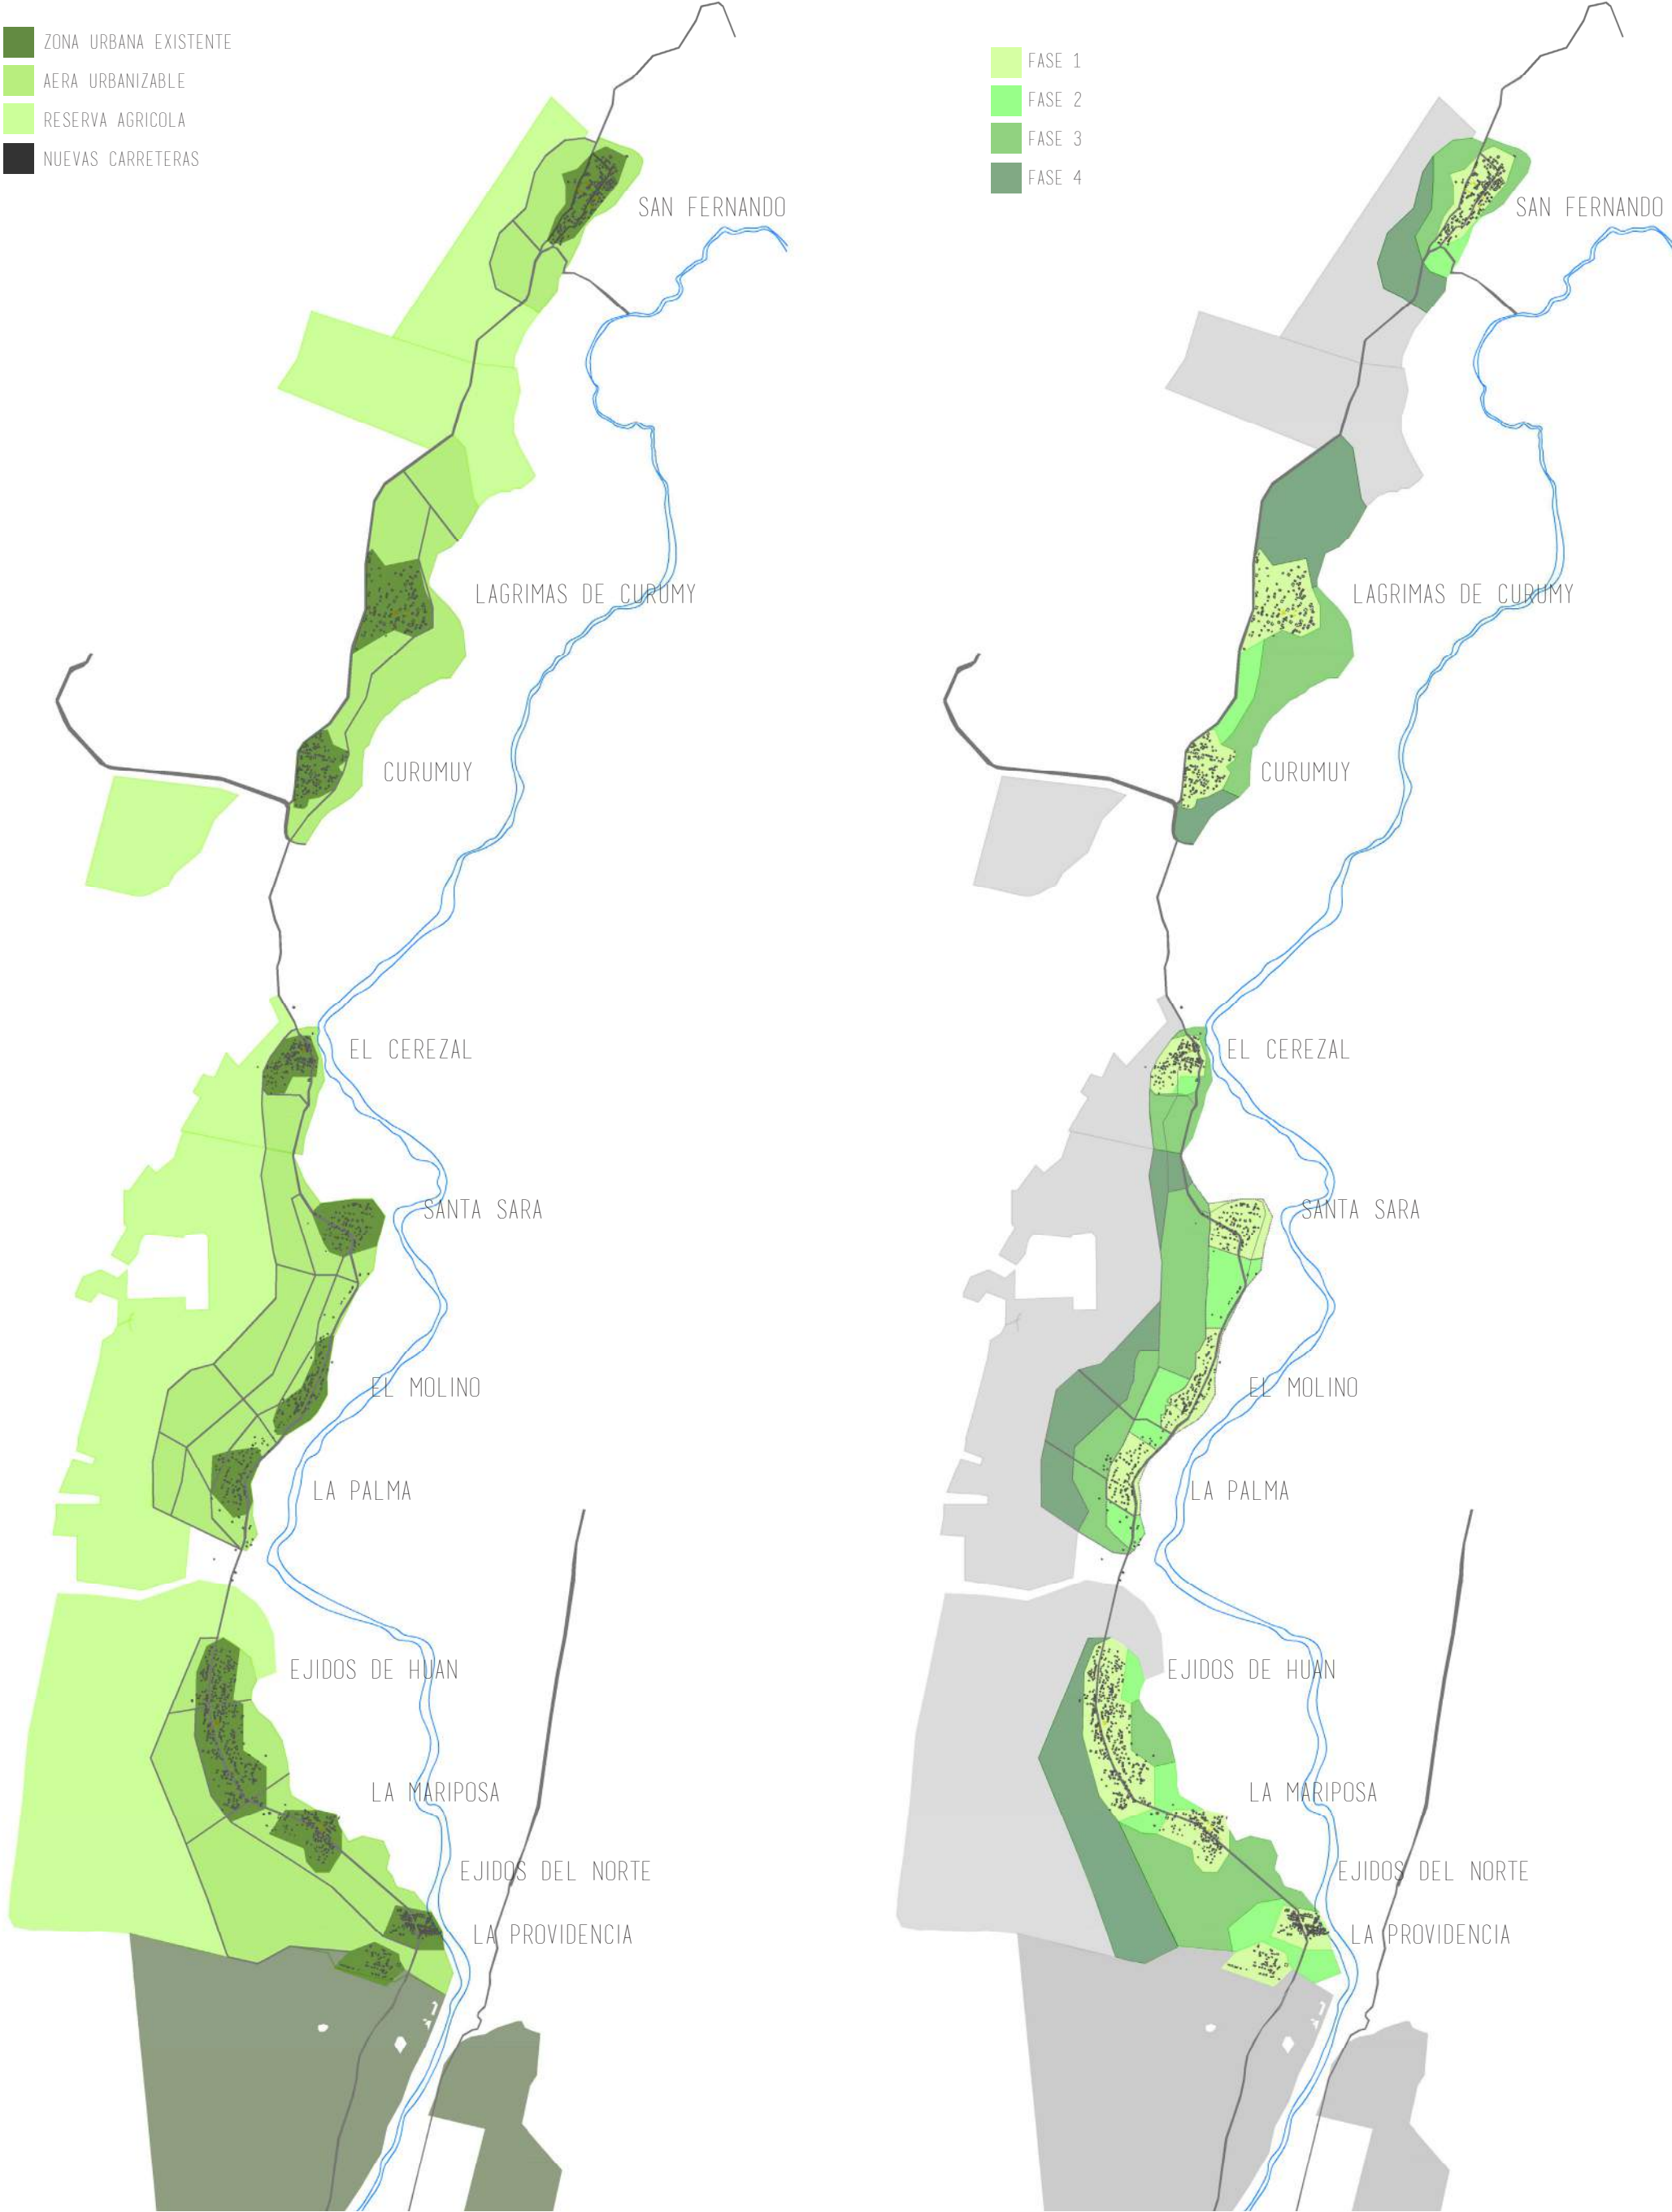 ZONA URBANA EXISTENTE
AERA URBANIZABLE
RESERVA AGRICOLA
NUEVAS CARRETERAS
SAN FERNANDO
LAGRIMAS DE CURUMY
CURUMUY
EL CEREZAL
SANTA SARA
EL MOLINO
LA PALMA
EJIDOS DE HUAN
LA MARIPOSA
EJIDOS DEL NORTE
LA PROVIDENCIA
FASE 1
FASE 2
FASE 3
FASE 4
SAN FERNANDO
LAGRIMAS DE CURUMY
CURUMUY
EL CEREZAL
SANTA SARA
EL MOLINO
LA PALMA
EJIDOS DE HUAN
LA MARIPOSA
EJIDOS DEL NORTE
LA PROVIDENCIA